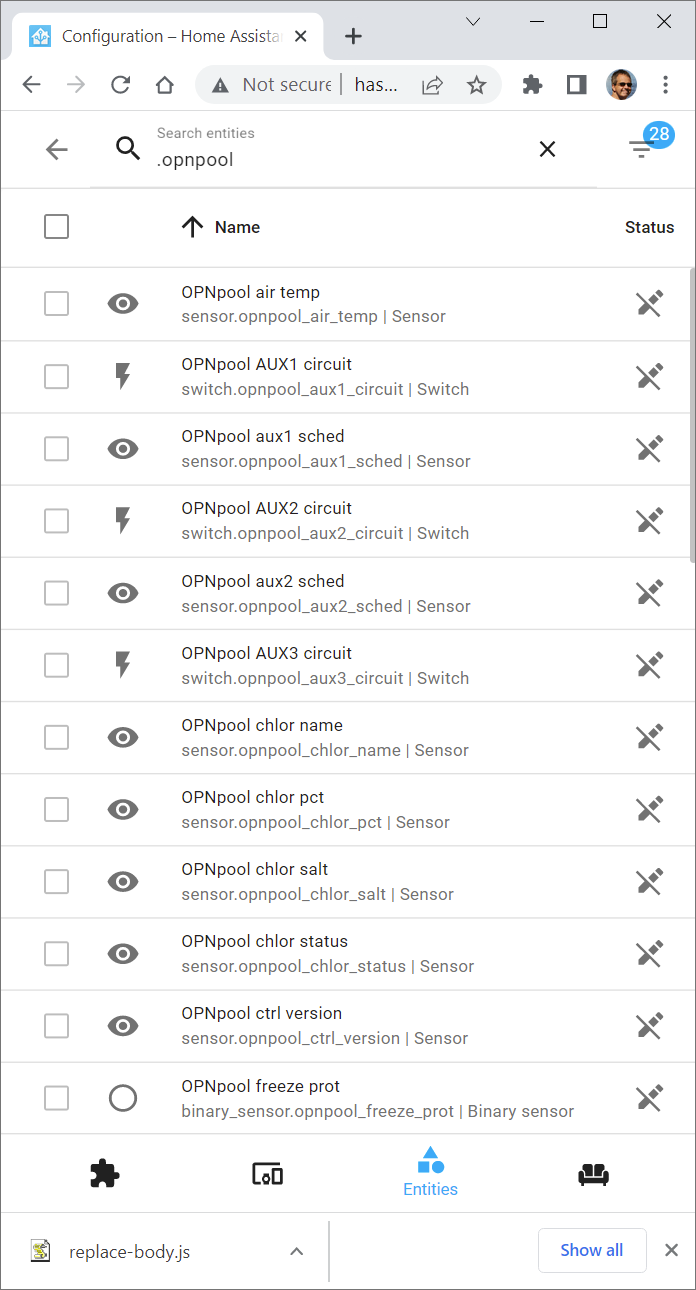 Configuration – Home Assista
Not secure
has...
Search entities
.opnpool
28
Name
Status
OPNpool air temp
sensor.opnpool_air_temp | Sensor
OPNpool AUX1 circuit
switch.opnpool_aux1_circuit | Switch
OPNpool aux1 sched
sensor.opnpool_aux1_sched | Sensor
OPNpool AUX2 circuit
switch.opnpool_aux2_circuit | Switch
OPNpool aux2 sched
sensor.opnpool_aux2_sched | Sensor
OPNpool AUX3 circuit
switch.opnpool_aux3_circuit | Switch
OPNpool chlor name
sensor.opnpool_chlor_name | Sensor
OPNpool chlor pct
sensor.opnpool_chlor_pct | Sensor
OPNpool chlor salt
sensor.opnpool_chlor_salt | Sensor
OPNpool chlor status
sensor.opnpool_chlor_status | Sensor
OPNpool ctrl version
sensor.opnpool_ctrl_version | Sensor
OPNpool freeze prot
binary_sensor.opnpool_freeze_prot | Binary sensor
Entities
replace-body.js
Show all